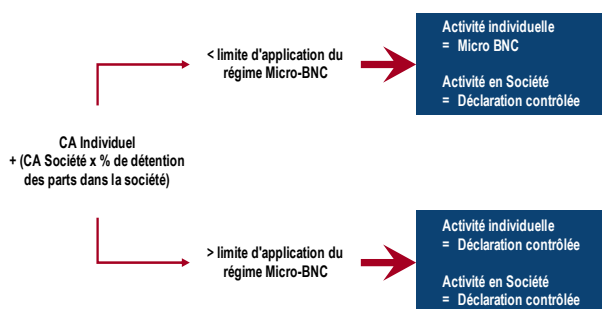 Activité individuelle
= Micro BNC
Activité en Société
= Déclaration contrôlée
< limite d'application du
régime Micro-BNC
CA Individuel
+ (CA Société x % de détention
des parts dans la société)
> limite d'application du
régime Micro-BNC
Activité individuelle
= Déclaration contrôlée
Activité en Société
= Déclaration contrôlée